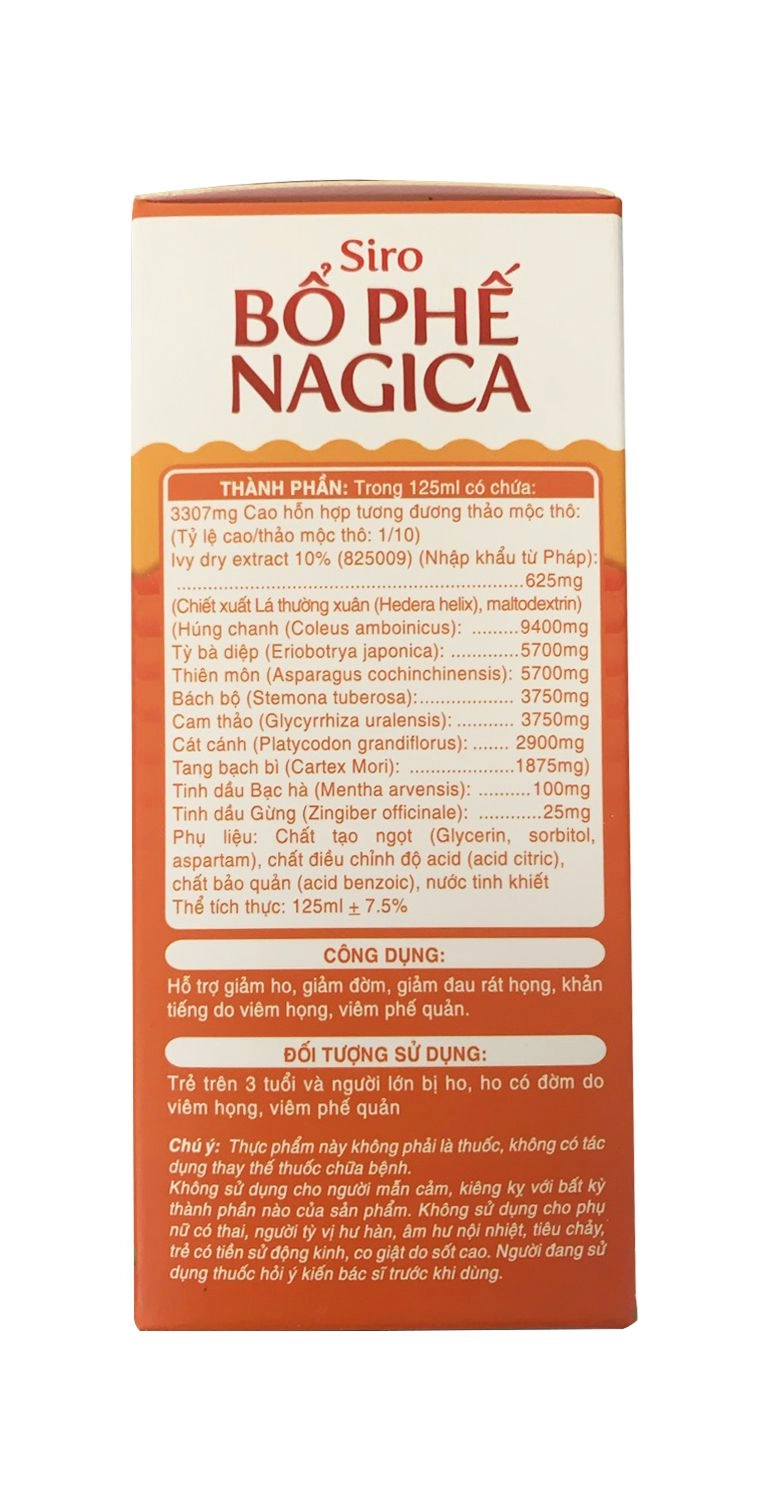 Siro
BỔ PHẾ
NAGICA
THÀNH PHẦN: Trong 125ml có chứa:
3307mg Cao hỗn hợp tương đương thảo mộc thô:
(Tỷ lệ cao/thảo mộc thô: 1/10)
Ivy dry extract 10% (825009) (Nhập khẩu từ Pháp):
............................................................625mg
(Chiết xuất Lá thường xuân (Hedera helix), maltodextrin)
(Húng chanh (Coleus amboinicus): .........9400mg
Tỳ bà diệp (Eriobotrya japonica): .............5700mg
Thiên môn (Asparagus cochinchinensis): 5700mg
Bách bộ (Stemona tuberosa):.................. 3750mg
Cam thảo (Glycyrrhiza uralensis): ........... 3750mg
Cát cánh (Platycodon grandiflorus): ....... 2900mg
Tang bạch bì (Cartex Mori): ....................1875mg)
Tinh dầu Bạc hà (Mentha arvensis): ..........100mg
Tinh dầu Gừng (Zingiber officinale): ............25mg
Phụ liệu: Chất tạo ngọt (Glycerin, sorbitol,
aspartam), chất điều chỉnh độ acid (acid citric),
chất bảo quản (acid benzoic), nước tinh khiết
Thể tích thực: 125ml ± 7.5%
CÔNG DỤNG:
Hỗ trợ giảm ho, giảm đờm, giảm đau rát họng, khản
tiếng do viêm họng, viêm phế quản.
ĐỐI TƯỢNG SỬ DỤNG:
Trẻ trên 3 tuổi và người lớn bị ho, ho có đờm do
viêm họng, viêm phế quản
Chú ý: Thực phẩm này không phải là thuốc, không có tác
dụng thay thế thuốc chữa bệnh.
Không sử dụng cho người mẫn cảm, kiêng kỵ với bất kỳ
thành phần nào của sản phẩm. Không sử dụng cho phụ
nữ có thai, người tỳ vị hư hàn, âm hư nội nhiệt, tiêu chảy,
trẻ có tiền sử động kinh, co giật do sốt cao. Người đang sử
dụng thuốc hỏi ý kiến bác sĩ trước khi dùng.